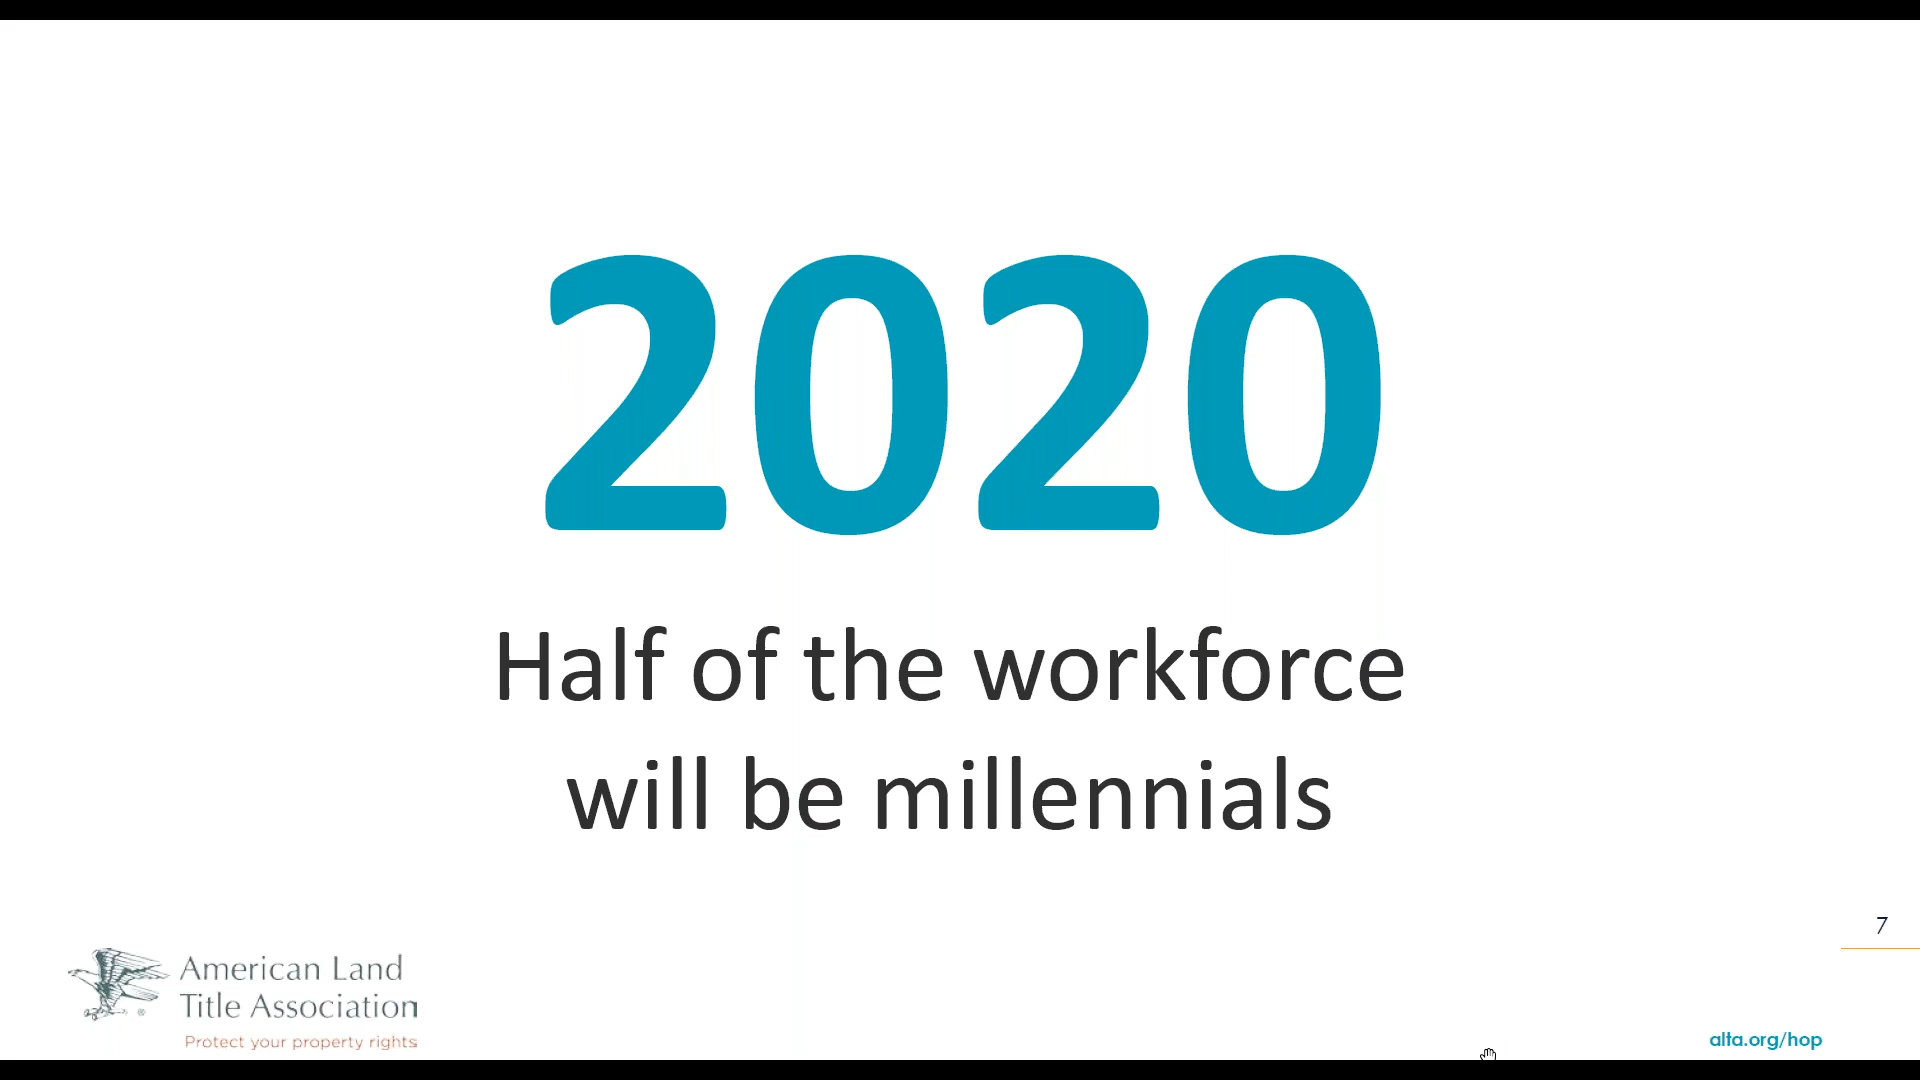 2020
Half of the workforce
will be millennials
7
American Land
Title Association
®
Protect your property rights
alta.org/hop